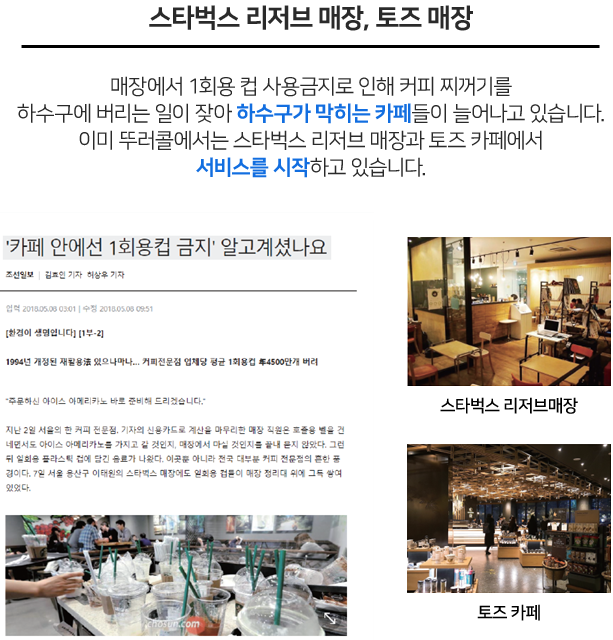 스타벅스 리저브 매장, 토즈 매장
매장에서 1회용 컵 사용금지로 인해 커피 찌꺼기를
하수구에 버리는 일이 잦아 하수구가 막히는 카페들이 늘어나고 있습니다.
이미 뚜러콜에서는 스타벅스 리저브 매장과 토즈 카페에서
서비스를 시작하고 있습니다.
'카페 안에선 1회용컵 금지' 알고계셨나요
조선일보 | 김효인 기자 허상우 기자
입력 2018.05.08 03:01 | 수정 2018.05.08 09:51
[환경이 생명입니다] [1부-2]
1994년 개정된 재활용法 있으나마나... 커피전문점 업체당 평균 1회용컵 年4500만개 버려
"주문하신 아이스 아메리카노 바로 준비해 드리겠습니다."
지난 2일 서울의 한 커피 전문점. 기자의 신용카드로 계산을 마무리한 매장 직원은 호출용 벨을 건
네면서도 아이스 아메리카노를 가지고 갈 것인지, 매장에서 마실 것인지를 끝내 묻지 않았다. 그런
뒤 일회용 플라스틱 컵에 담긴 음료가 나왔다. 이곳뿐 아니라 전국 대부분 커피 전문점의 흔한 풍
경이다. 7일 서울 용산구 이태원의 스타벅스 매장에도 일회용 컵들이 매장 정리대 위에 그득 쌓여
있었다.
chosun.com
스타벅스 리저브매장
토즈 카페